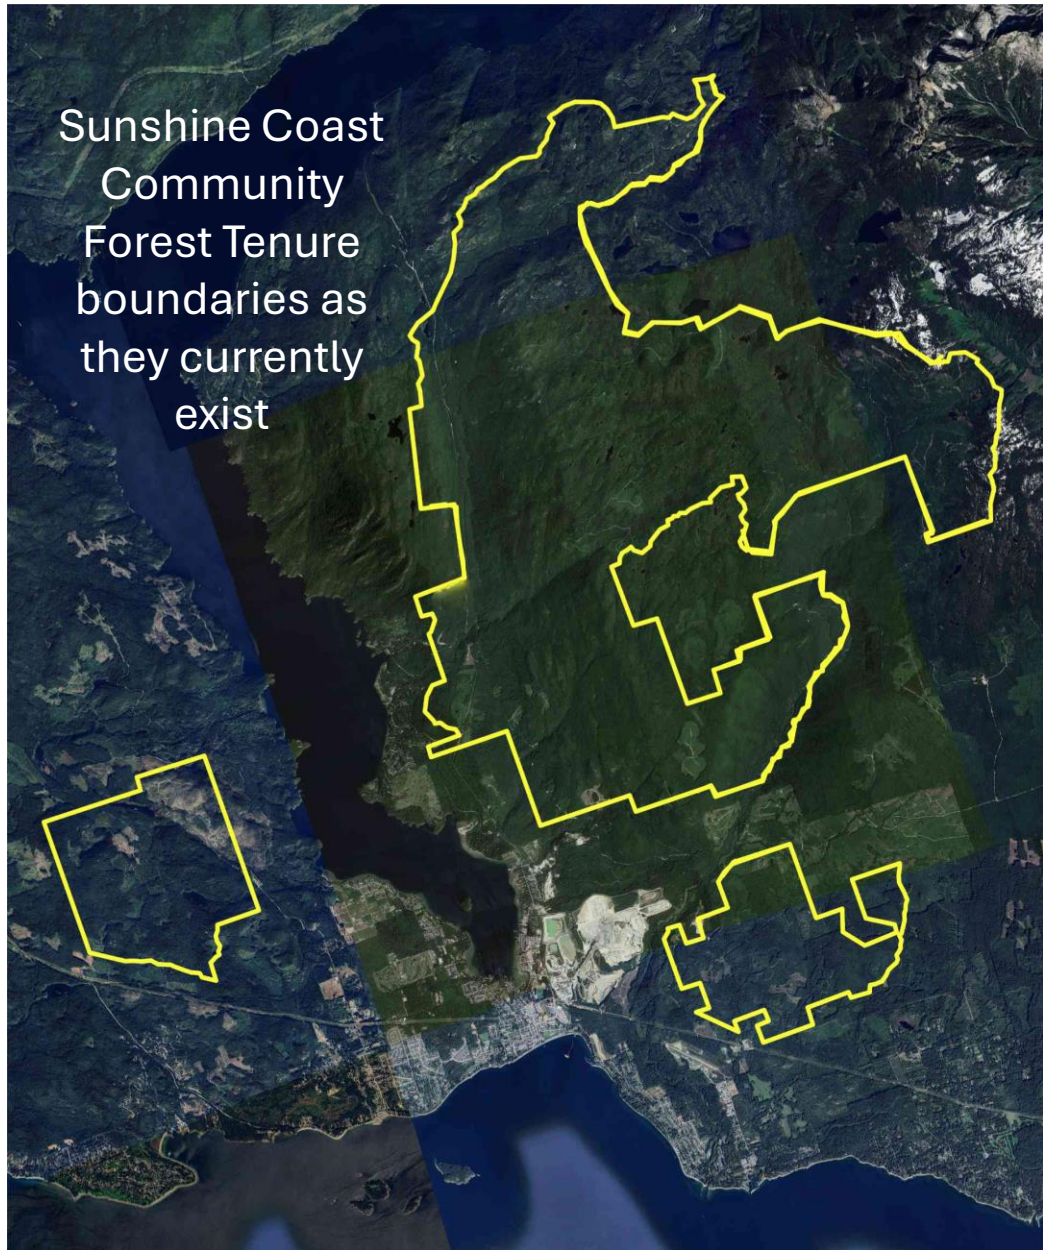 Sunshine Coast
Community
Forest Tenure
boundaries as
they currently
exist